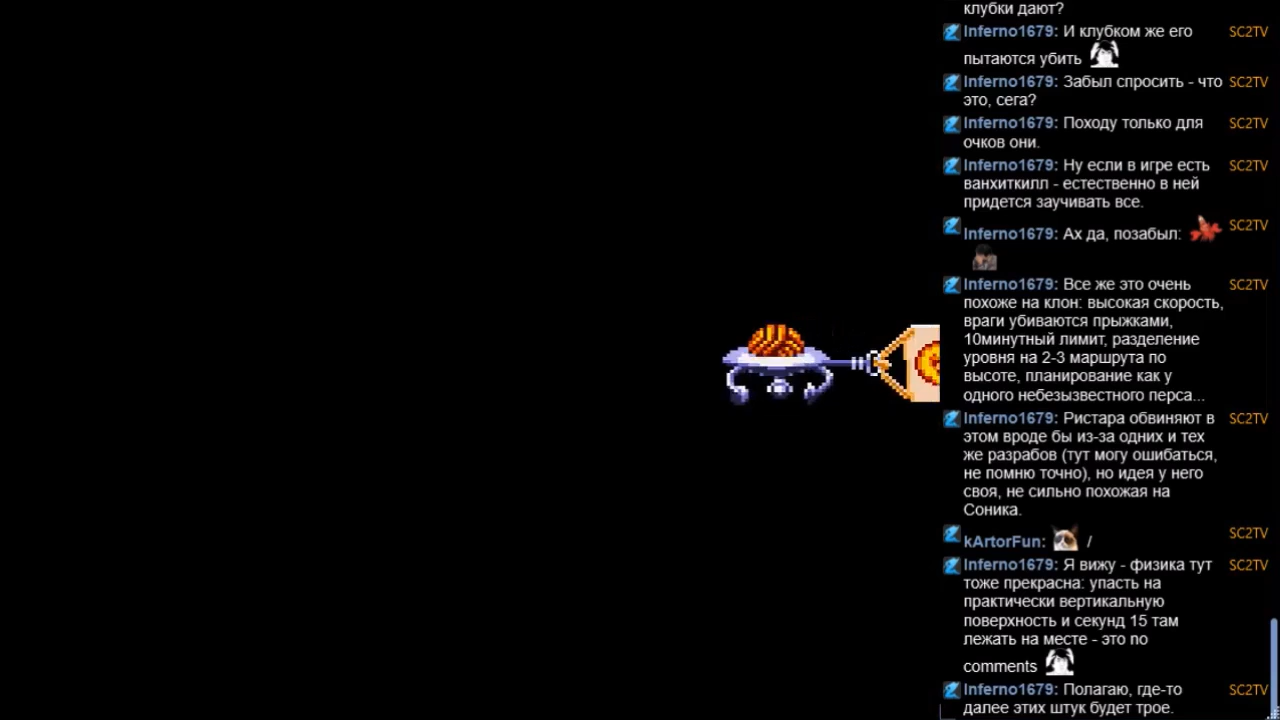 клубки дают?
Inferno1679: И клубком же его SC2TV
пытаются убить
Inferno1679: Забыл спросить - что SC2TV
это, сега?
Inferno1679: Походу только для SC2TV
очков они.
Inferno1679: Ну если в игре есть SC2TV
ванхиткилл - естественно в ней
придется заучивать все.
Inferno1679: Ах да, позабыл: SC2TV
Inferno1679: Все же это очень SC2TV
похоже на клон: высокая скорость,
враги убиваются прыжками,
10минутный лимит, разделение
уровня на 2-3 маршрута по
высоте, планирование как у
одного небезызвестного перса...
Inferno1679: Ристара обвиняют в SC2TV
этом вроде бы из-за одних и тех
же разрабов (тут могу ошибаться,
не помню точно), но идея у него
своя, не сильно похожая на
Соника.
kArtorFun: / SC2TV
Inferno1679: Я вижу - физика тут SC2TV
тоже прекрасна: упасть на
практически вертикальную
поверхность и секунд 15 там
лежать на месте - это no
comments
Inferno1679: Полагаю, где-то SC2TV
далее этих штук будет трое.